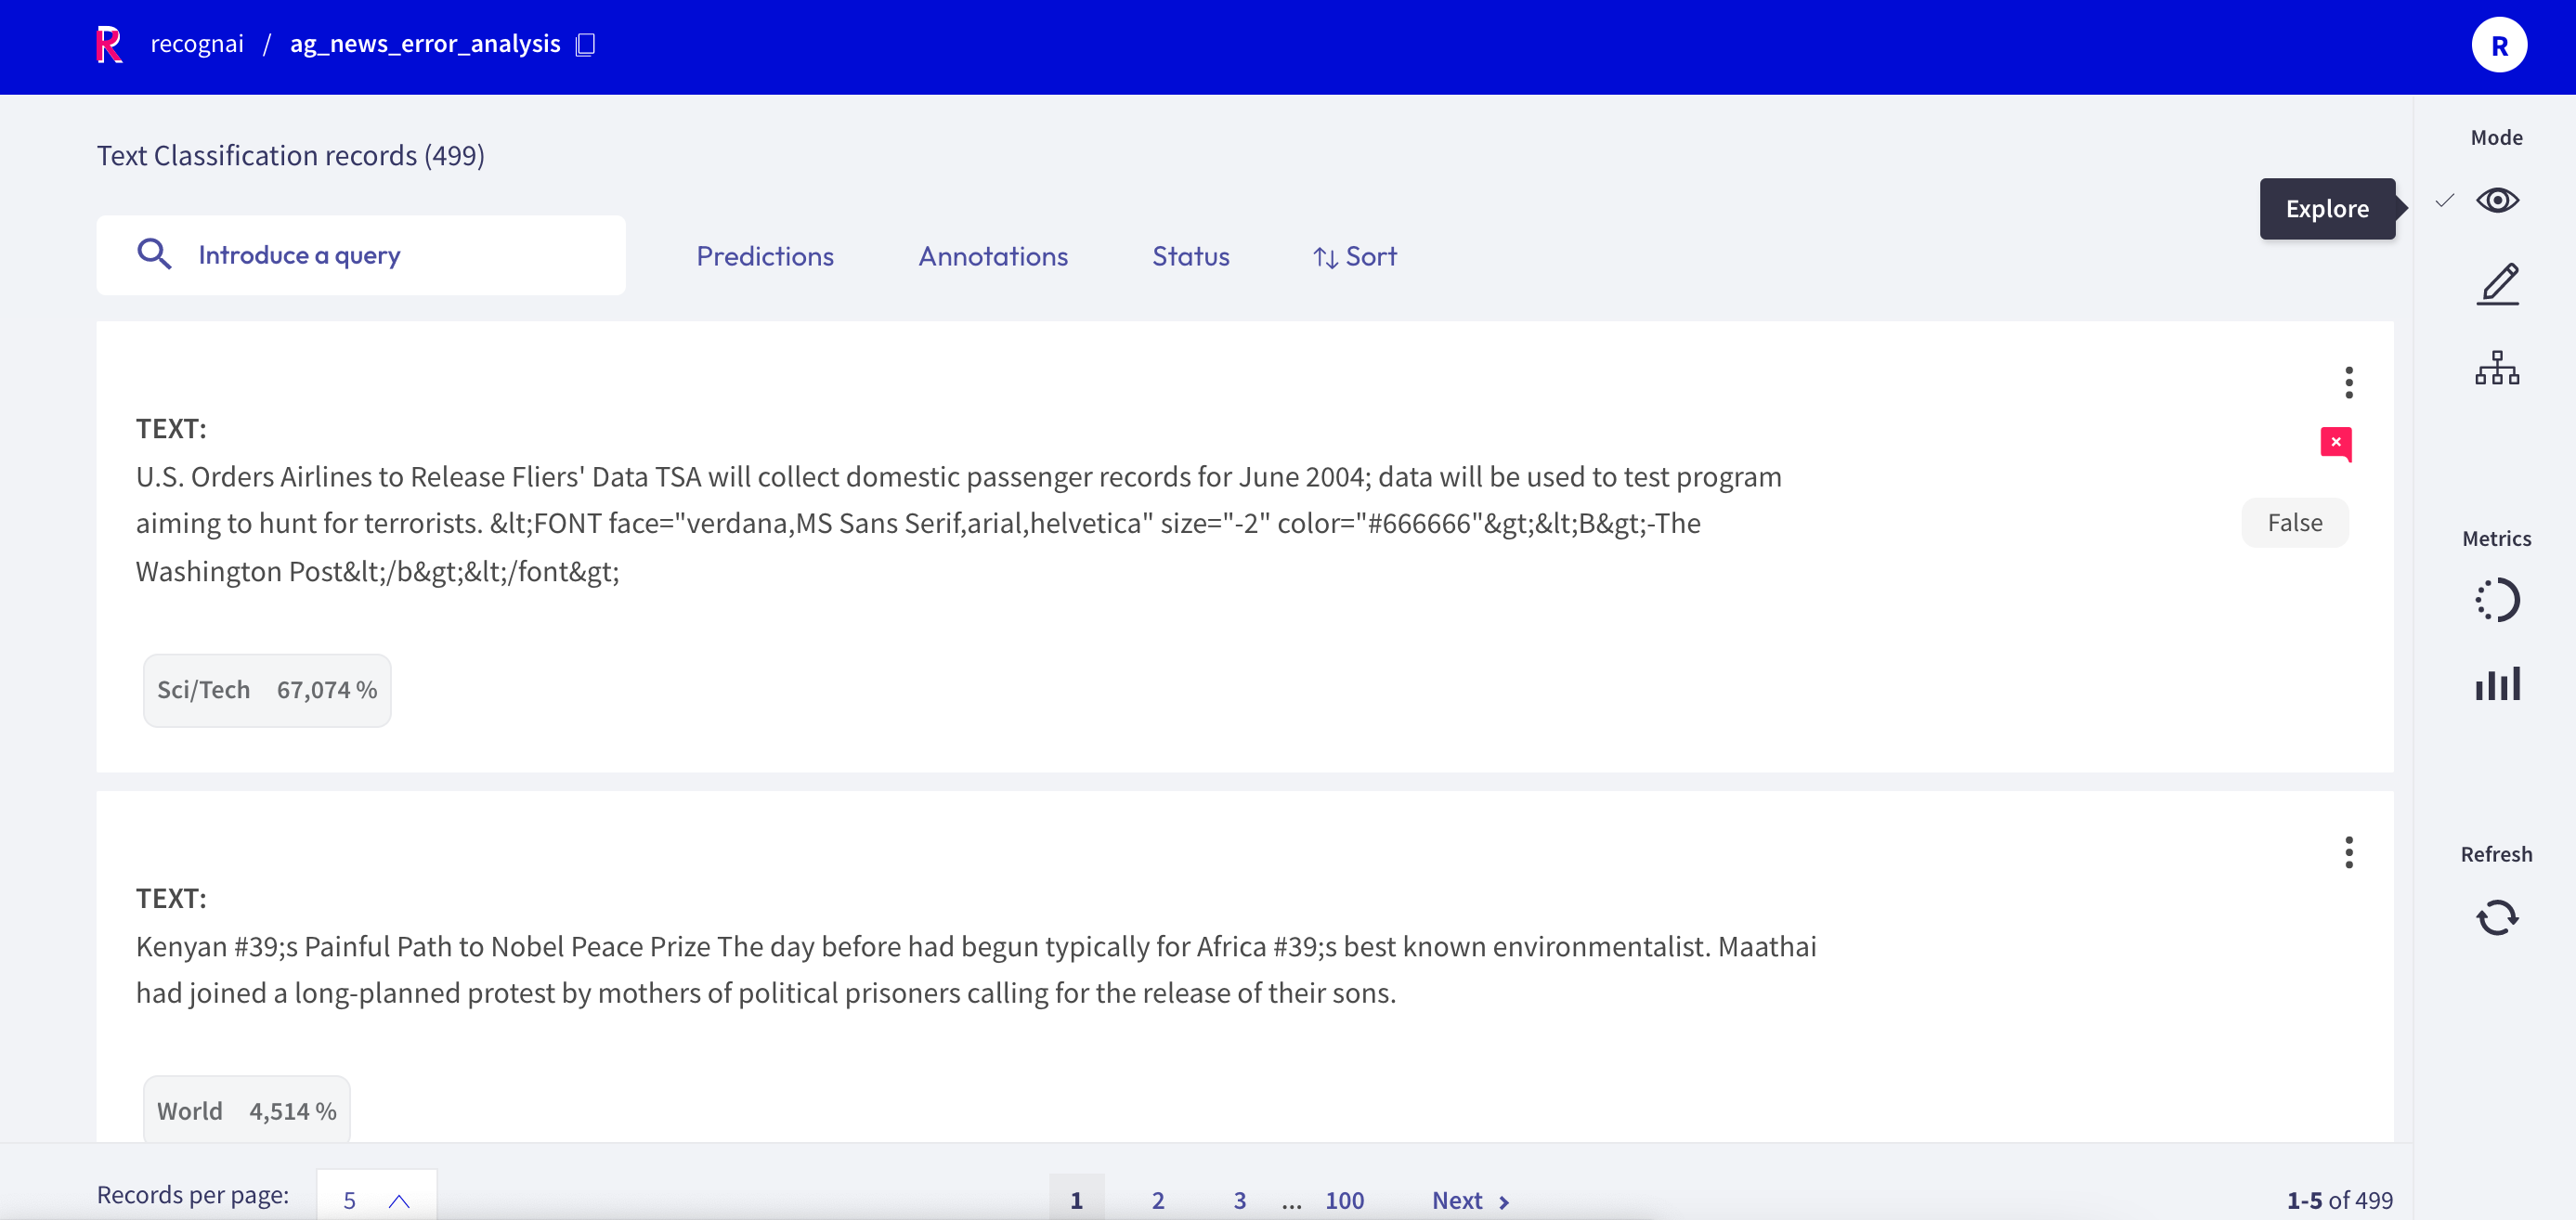 R recognai / ag_news_error_analysis
R
Text Classification records (499)
Mode
Explore
Introduce a query
Predictions
Annotations
Status
Sort
TEXT:
U.S. Orders Airlines to Release Fliers' Data TSA will collect domestic passenger records for June 2004; data will be used to test program
aiming to hunt for terrorists. &lt;FONT face="verdana,MS Sans Serif,arial,helvetica" size="-2" color="#666666"&gt;&lt;B&gt;-The
Washington Post&lt;/b&gt;&lt;/font&gt;
False
Metrics
Sci/Tech 67,074 %
Refresh
TEXT:
Kenyan #39;s Painful Path to Nobel Peace Prize The day before had begun typically for Africa #39;s best known environmentalist. Maathai
had joined a long-planned protest by mothers of political prisoners calling for the release of their sons.
World 4,514 %
Records per page: 5
1 2 3 ... 100 Next
1-5 of 499